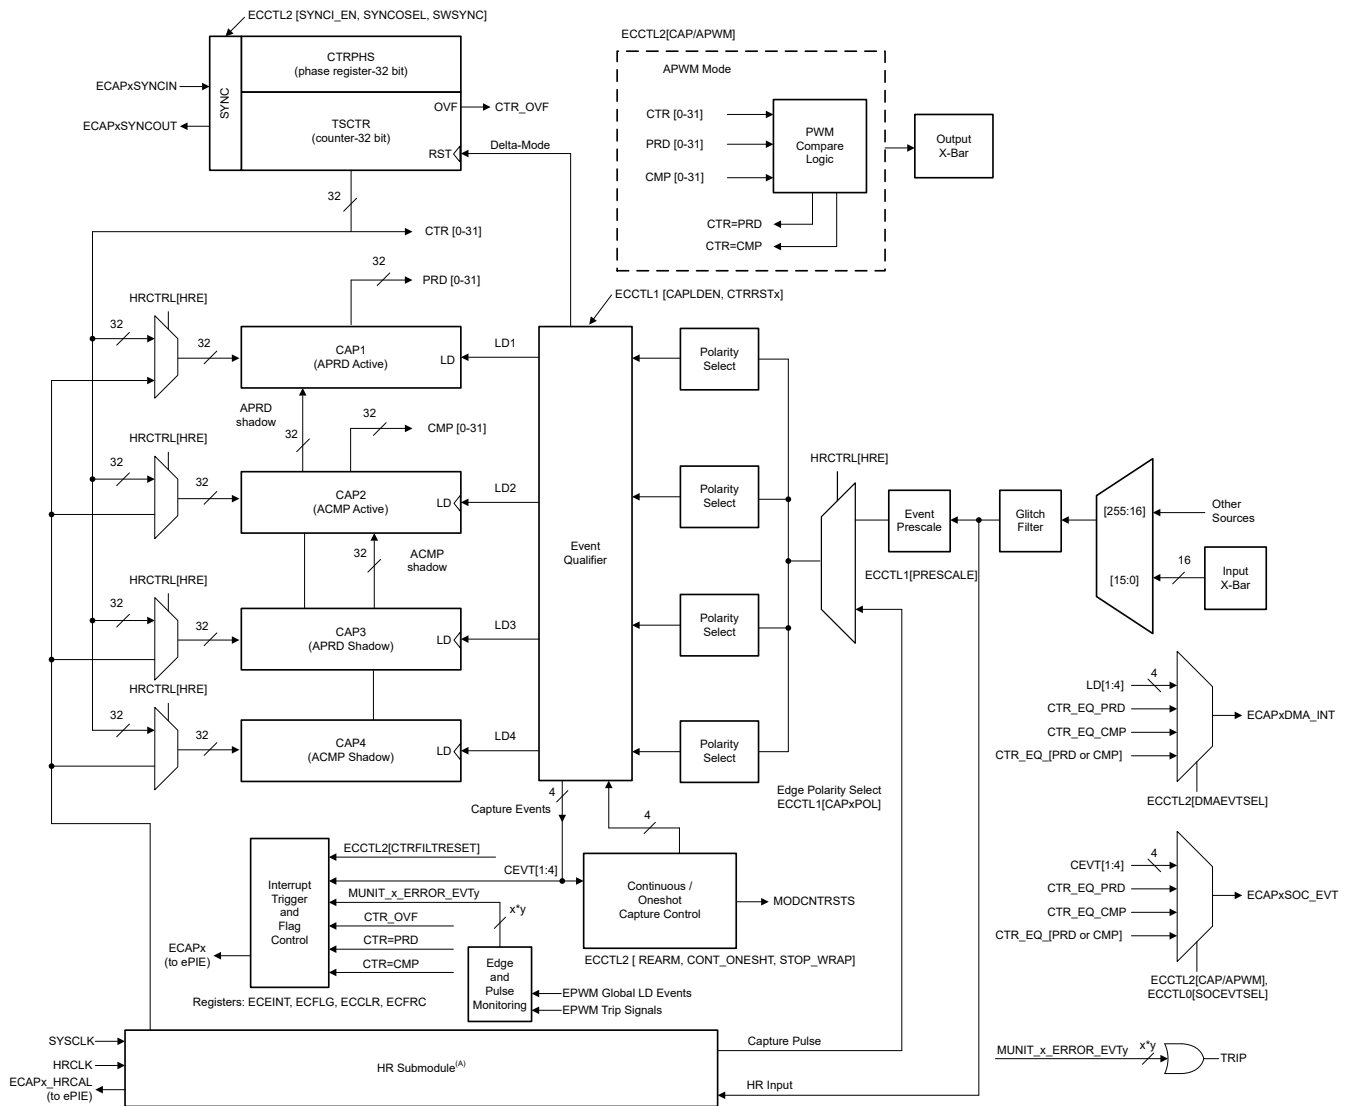 ECCTL2 [SYNCI_EN, SYNCOSEL, SWSYNC]
SYNC
CTRPHS
(phase register-32 bit)
ECAPxSYNCIN
ECAPxSYNCOUT
TSCTR
(counter-32 bit)
OVF
CTR_OVF
RST
Delta-Mode
32
CTR [0-31]
32
PRD [0-31]
ECCTL2[CAP/APWM]
APWM Mode
CTR [0-31]
PRD [0-31]
CMP [0-31]
PWM
Compare
Logic
CTR=PRD
CTR=CMP
Output
X-Bar
ECCTL1 [CAPLDEN, CTRRSTx]
HRCTRL[HRE]
32
32
CAP1
(APRD Active)
LD
LD1
Polarity
Select
APRD
shadow
32
32
CMP [0-31]
HRCTRL[HRE]
32
32
CAP2
(ACMP Active)
LD
LD2
Polarity
Select
32
ACMP
shadow
Event
Qualifier
HRCTRL[HRE]
Event
Prescale
ECCTL1[PRESCALE]
Glitch
Filter
[255:16]
[15:0]
Other
Sources
16
Input
X-Bar
HRCTRL[HRE]
32
32
CAP3
(APRD Shadow)
LD
LD3
Polarity
Select
HRCTRL[HRE]
32
32
CAP4
(ACMP Shadow)
LD
LD4
Polarity
Select
Edge Polarity Select
ECCTL1[CAPxPOL]
LD[1:4]
4
CTR_EQ_PRD
CTR_EQ_CMP
CTR_EQ_[PRD or CMP]
ECAPxDMA_INT
ECCTL2[DMAEVTSEL]
4
Capture Events
4
ECCTL2[CTRFILTRESET]
CEVT[1:4]
MUNIT_x_ERROR_EVTy
x*y
CTR_OVF
CTR=PRD
CTR=CMP
Interrupt
Trigger
and
Flag
Control
ECAPx
(to ePIE)
Registers: ECEINT, ECFLG, ECCLR, ECFRC
Continuous /
Oneshot
Capture Control
MODCNTRSTS
ECCTL2 [ REARM, CONT_ONESHT, STOP_WRAP]
Edge
and
Pulse
Monitoring
EPWM Global LD Events
EPWM Trip Signals
CEVT[1:4]
4
CTR_EQ_PRD
CTR_EQ_CMP
CTR_EQ_[PRD or CMP]
ECAPxSOC_EVT
ECCTL2[CAP/APWM],
ECCTL0[SOCEVTSEL]
SYSCLK
HRCLK
ECAPx_HRCAL
(to ePIE)
HR Submodule(A)
Capture Pulse
HR Input
MUNIT_x_ERROR_EVTy
x*y
TRIP